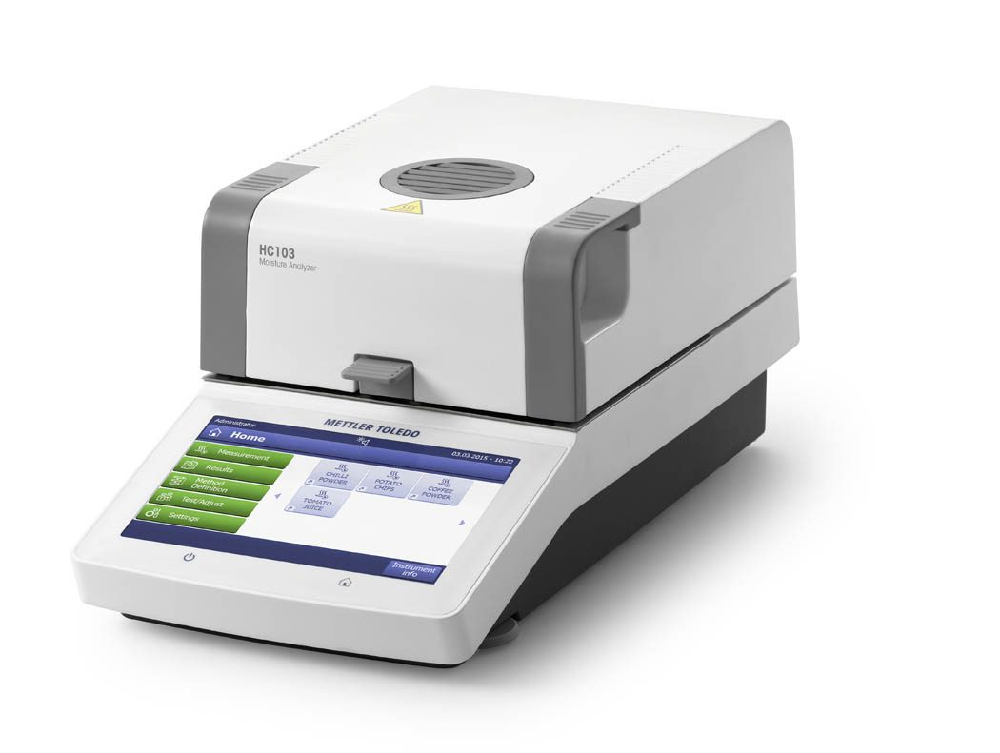 HC103
Moisture Analyzer
METTLER TOLEDO
Administrator
Home
03.03.2015 - 10:22
Measurement
Results
Method
Definition
Test/Adjust
Settings
CHILLI
POWDER
POTATO
CHIPS
COFFEE
POWDER
TOMATO
JUICE
Instrument
info